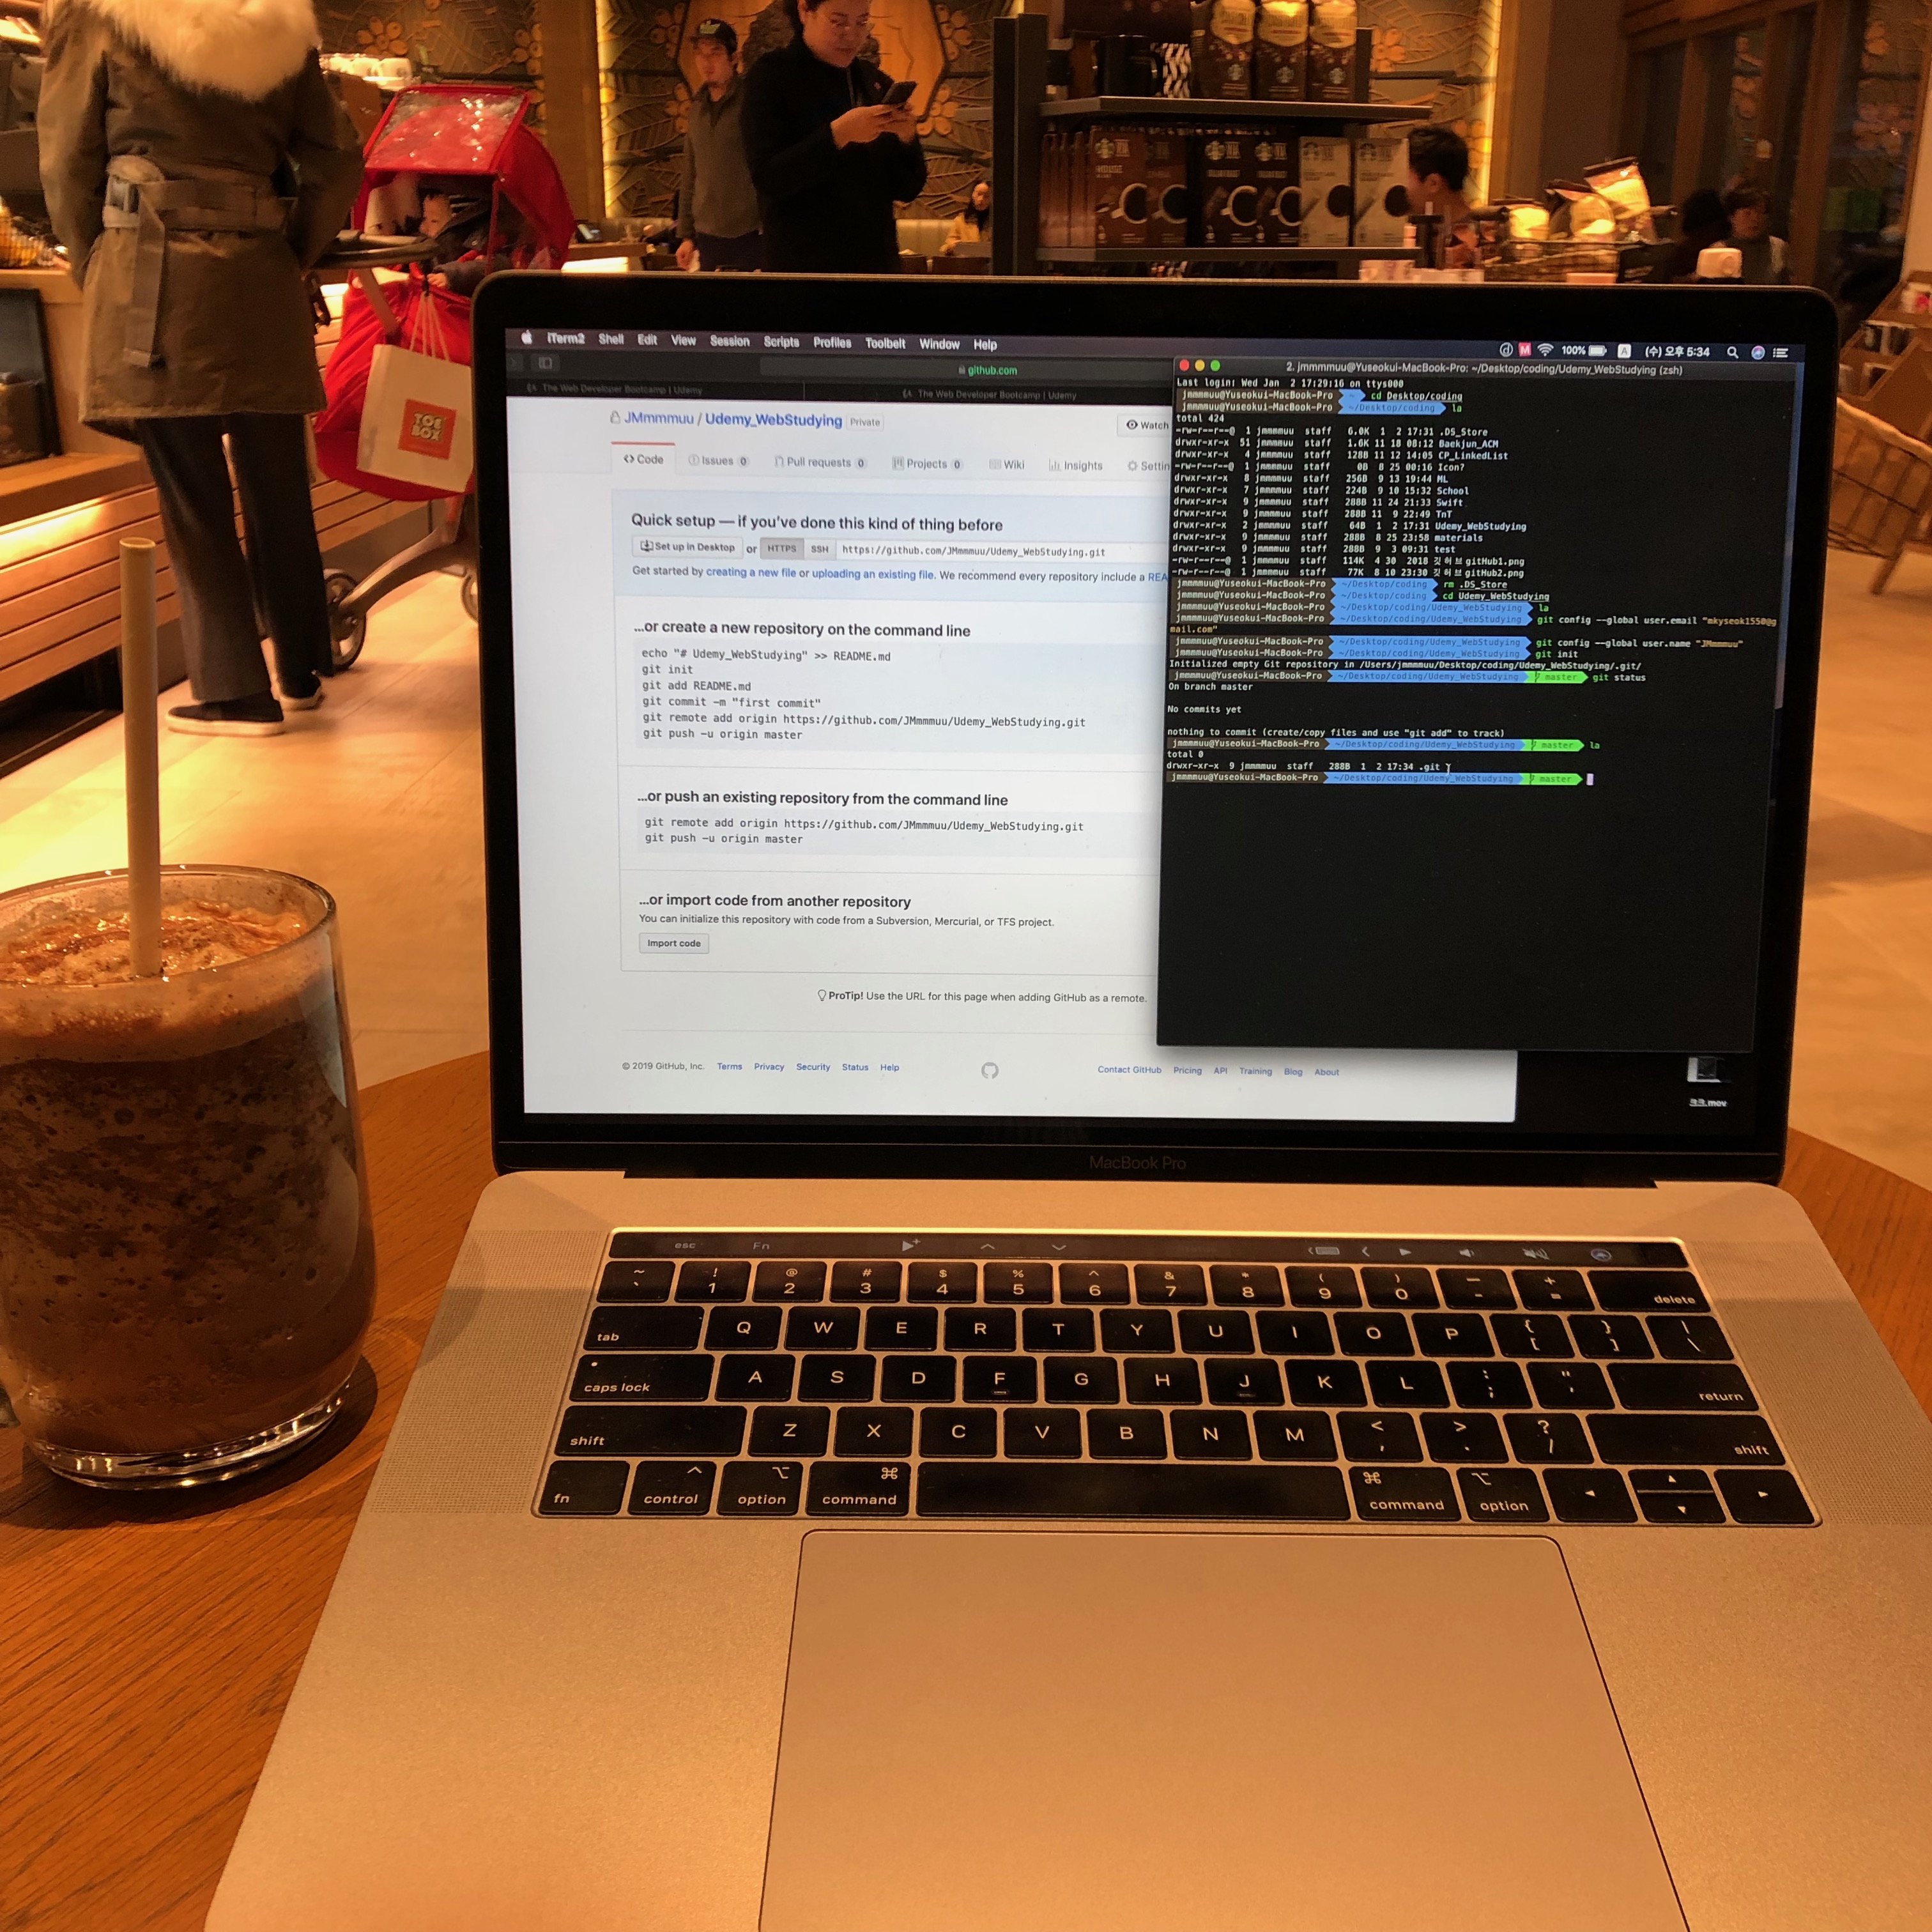 TOE
BOX
iTerm2 Shell Edit View Session Scripts Profiles Toolbelt Window Help
100% A (수) 오후 5:34
github.com
The Web Developer Bootcamp | Udemy
The Web Developer Bootcamp | Udemy
JMmmmuu / Udemy_WebStudying Private
Watch
Code Issues 0 Pull requests 0 Projects 0 Wiki Insights Settin
Quick setup — if you've done this kind of thing before
Set up in Desktop or HTTPS SSH https://github.com/JMmmmuu/Udemy_WebStudying.git
Get started by creating a new file or uploading an existing file. We recommend every repository include a REA
...or create a new repository on the command line
echo "# Udemy_WebStudying" >> README.md
git init
git add README.md
git commit -m "first commit"
git remote add origin https://github.com/JMmmmuu/Udemy_WebStudying.git
git push -u origin master
...or push an existing repository from the command line
git remote add origin https://github.com/JMmmmuu/Udemy_WebStudying.git
git push -u origin master
...or import code from another repository
You can initialize this repository with code from a Subversion, Mercurial, or TFS project.
Import code
ProTip! Use the URL for this page when adding GitHub as a remote.
© 2019 GitHub, Inc. Terms Privacy Security Status Help
Contact GitHub Pricing API Training Blog About
2. jmmmmuu@Yuseokui-MacBook-Pro: ~/Desktop/coding/Udemy_WebStudying (zsh)
Last login: Wed Jan 2 17:29:16 on ttys000
jmmmmuu@Yuseokui-MacBook-Pro ~ cd Desktop/coding
jmmmmuu@Yuseokui-MacBook-Pro ~/Desktop/coding la
total 424
-rw-r--r--@ 1 jmmmmuu staff 6.0K 1 2 17:31 .DS_Store
drwxr-xr-x 51 jmmmmuu staff 1.6K 11 18 08:12 Baekjun_ACM
drwxr-xr-x 4 jmmmmuu staff 128B 11 12 14:05 CP_LinkedList
-rw-r--r--@ 1 jmmmmuu staff 0B 8 25 00:16 Icon?
drwxr-xr-x 8 jmmmmuu staff 256B 9 13 19:44 ML
drwxr-xr-x 7 jmmmmuu staff 224B 9 10 15:32 School
drwxr-xr-x 9 jmmmmuu staff 288B 11 24 21:33 Swift
drwxr-xr-x 9 jmmmmuu staff 288B 11 9 22:49 TnT
drwxr-xr-x 2 jmmmmuu staff 64B 1 2 17:31 Udemy_WebStudying
drwxr-xr-x 9 jmmmmuu staff 288B 8 25 23:58 materials
drwxr-xr-x 9 jmmmmuu staff 288B 9 3 09:31 test
-rw-r--r--@ 1 jmmmmuu staff 114K 4 30 2018 깃허브 gitHub1.png
-rw-r--r--@ 1 jmmmmuu staff 77K 8 10 23:30 깃허브 gitHub2.png
jmmmmuu@Yuseokui-MacBook-Pro ~/Desktop/coding rm .DS_Store
jmmmmuu@Yuseokui-MacBook-Pro ~/Desktop/coding cd Udemy_WebStudying
jmmmmuu@Yuseokui-MacBook-Pro ~/Desktop/coding/Udemy_WebStudying la
jmmmmuu@Yuseokui-MacBook-Pro ~/Desktop/coding/Udemy_WebStudying git config --global user.email "mkyseok1550@g
mail.com"
jmmmmuu@Yuseokui-MacBook-Pro ~/Desktop/coding/Udemy_WebStudying git config --global user.name "JMmmmuu"
jmmmmuu@Yuseokui-MacBook-Pro ~/Desktop/coding/Udemy_WebStudying git init
Initialized empty Git repository in /Users/jmmmmuu/Desktop/coding/Udemy_WebStudying/.git/
jmmmmuu@Yuseokui-MacBook-Pro ~/Desktop/coding/Udemy_WebStudying master git status
On branch master
No commits yet
nothing to commit (create/copy files and use "git add" to track)
jmmmmuu@Yuseokui-MacBook-Pro ~/Desktop/coding/Udemy_WebStudying master la
total 0
drwxr-xr-x 9 jmmmmuu staff 288B 1 2 17:34 .git
jmmmmuu@Yuseokui-MacBook-Pro ~/Desktop/coding/Udemy_WebStudying master
MacBook Pro
esc Fn
~ ! @ # $ % ^ & * ( ) — +
` 1 2 3 4 5 6 7 8 9 0 - = delete
tab Q W E R T Y U I O P { [ } ] | \
caps lock A S D F G H J K L : ; " ' return
shift Z X C V B N M < , > . ? / shift
fn control option command command option